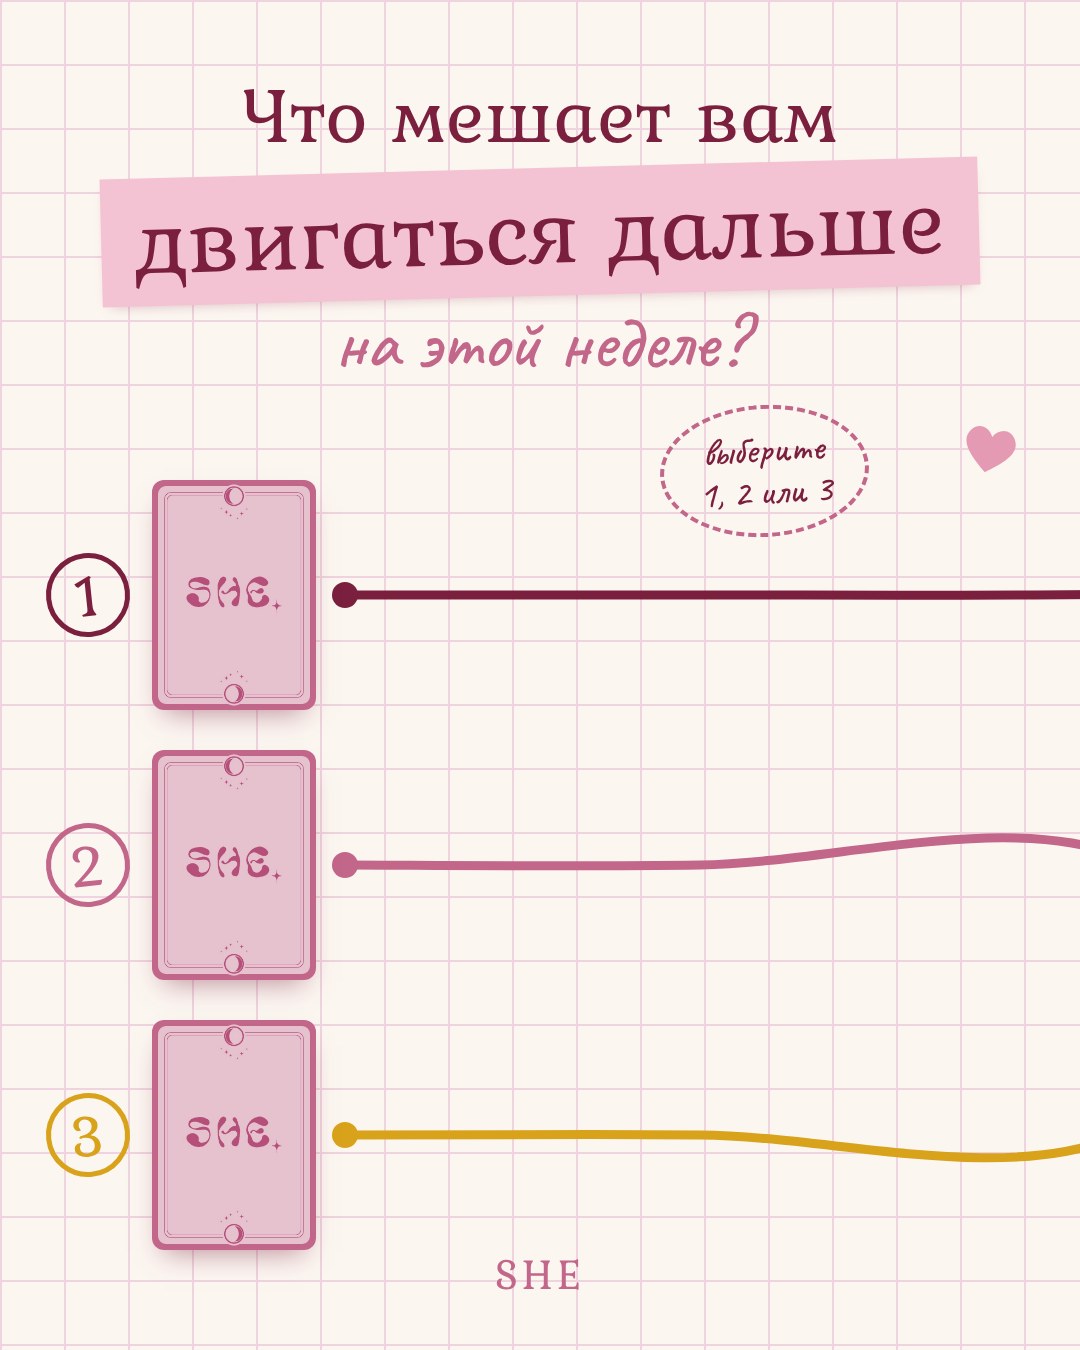 Что мешает вам
двигаться дальше
на этой неделе?
выберите
1, 2 или 3
1
SHE
2
SHE
3
SHE
SHE